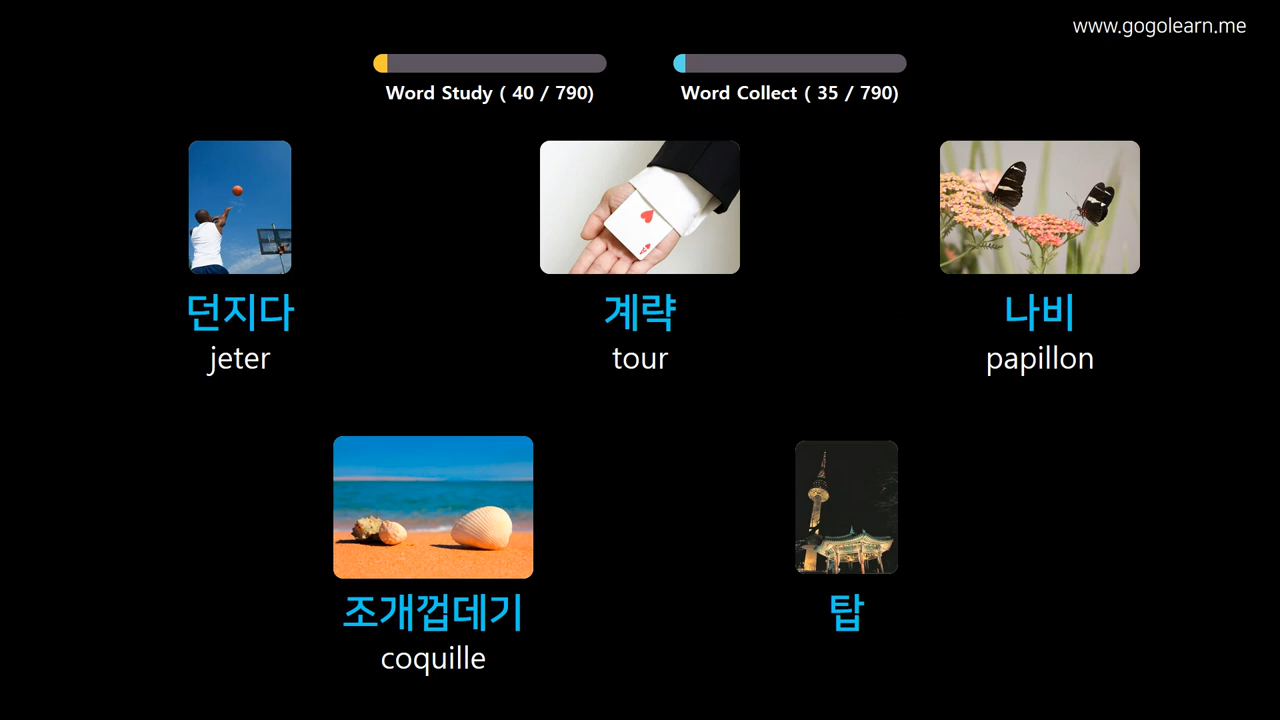 www.gogolearn.me
Word Study ( 40 / 790)
Word Collect ( 35 / 790)
던지다
jeter
계략
tour
나비
papillon
조개껍데기
coquille
탑